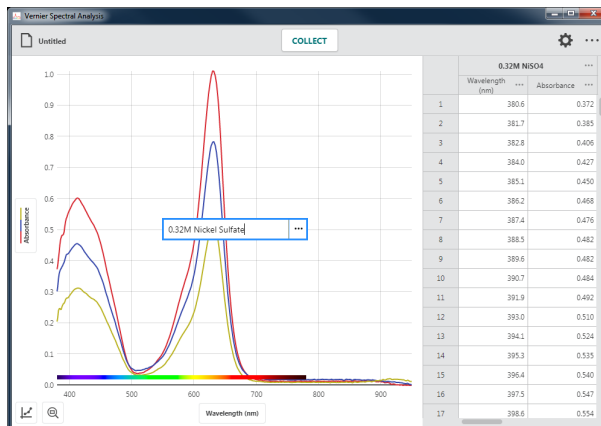 Vernier Spectral Analysis
Untitled
COLLECT
0.32M NiSO4
Wavelength (nm) Absorbance
1 380.6 0.372
2 381.7 0.385
3 382.8 0.406
4 384.0 0.427
5 385.1 0.450
6 386.2 0.468
7 387.4 0.476
8 388.5 0.482
9 389.6 0.482
10 390.7 0.484
11 391.9 0.492
12 393.0 0.510
13 394.1 0.524
14 395.3 0.535
15 396.4 0.540
16 397.5 0.547
17 398.6 0.554
1.0
0.9
0.8
0.7
0.6
0.5
0.4
0.3
0.2
0.1
0.0
Absorbance
0.32M Nickel Sulfate
400 500 600 700 800 900
Wavelength (nm)